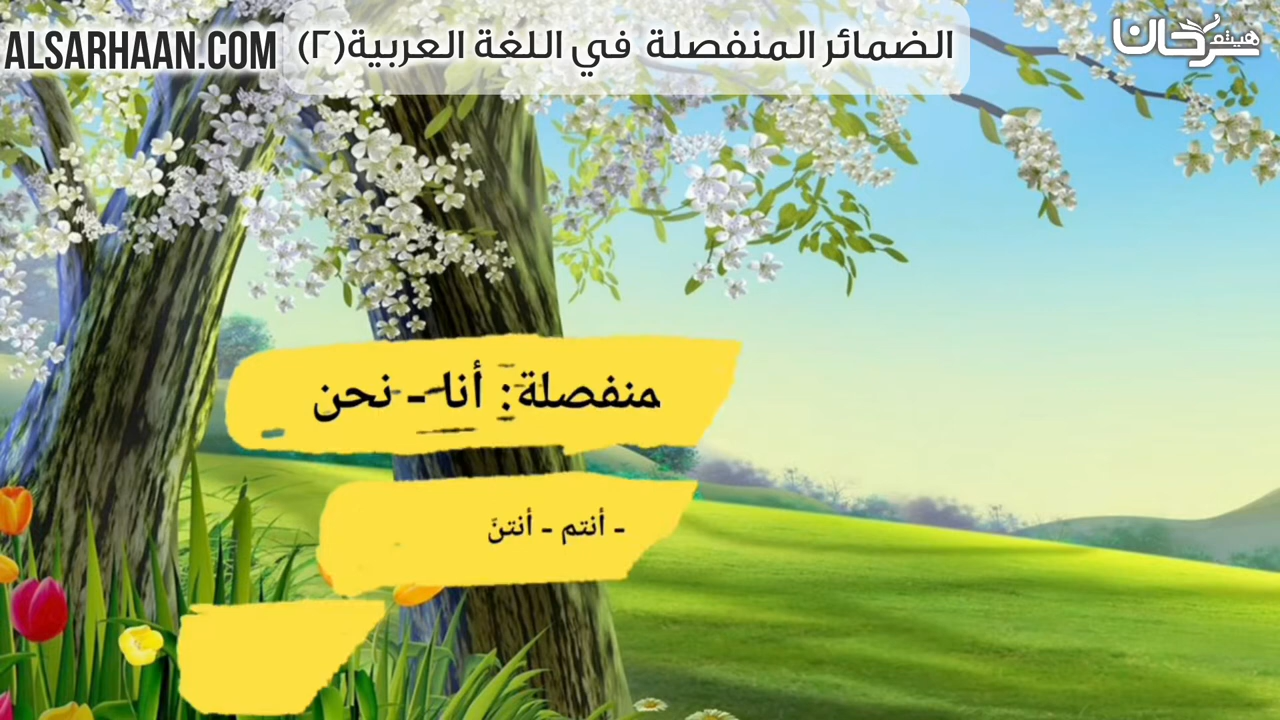 ALSARHAAN.COM
الضمائر المنفصلة في اللغة العربية(٢)
هيثم سرحان
منفصلة: أنا - نحن
- أنتم - أنتنّ